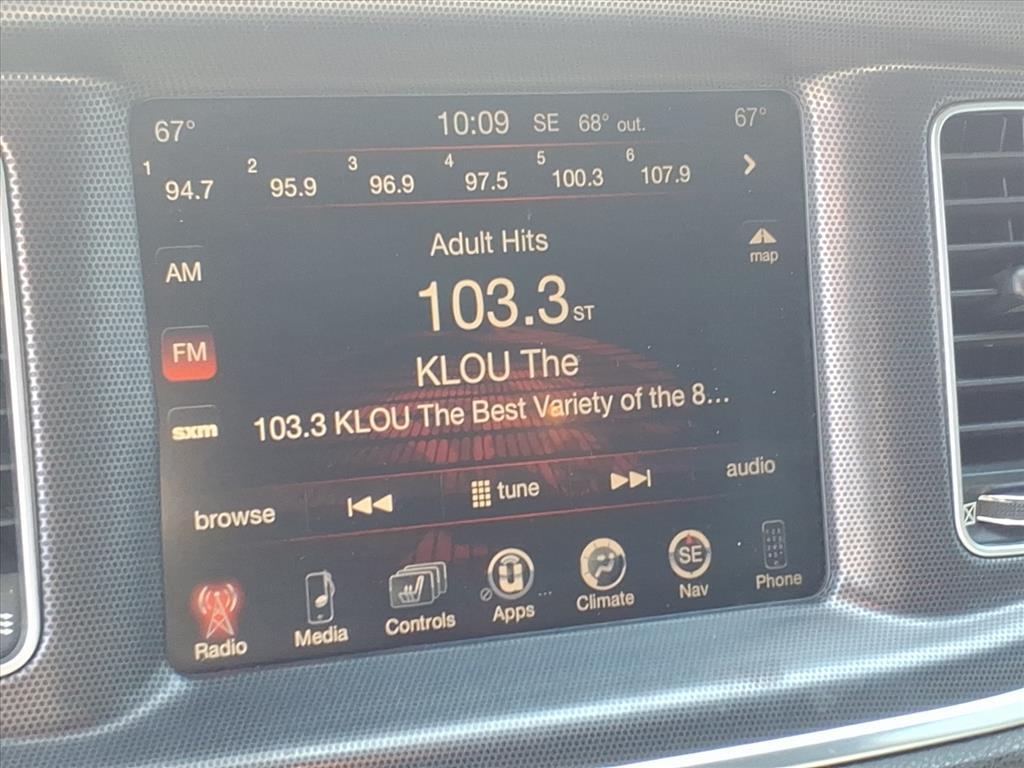 67° 10:09 SE 68° out. 67°
1 94.7 2 95.9 3 96.9 4 97.5 5 100.3 6 107.9
Adult Hits
map
AM
103.3 ST
FM
KLOU The
103.3 KLOU The Best Variety of the 8...
sxm
browse tune audio
SE
Radio Media Controls Apps Climate Nav Phone